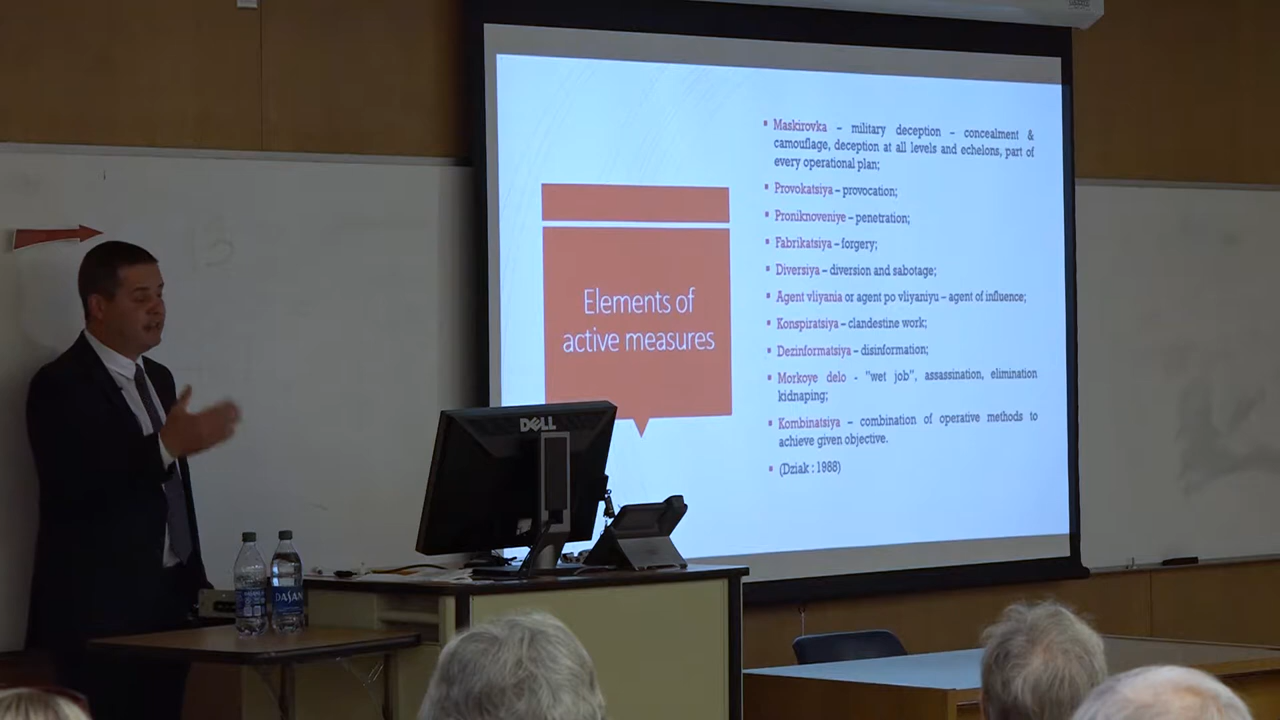 Maskirovka – military deception – concealment &
camouflage, deception at all levels and echelons, part of
every operational plan;
Provokatsiya – provocation;
Proniknoveniye – penetration;
Fabrikatsiya – forgery;
Diversiya – diversion and sabotage;
Agent vliyania or agent po vliyaniyu – agent of influence;
Konspiratsiya – clandestine work;
Dezinformatsiya – disinformation;
Morkoye delo - "wet job", assassination, elimination
kidnaping;
Kombinatsiya – combination of operative methods to
achieve given objective.
(Dziak : 1988)
Elements of
active measures
DELL
DASANI